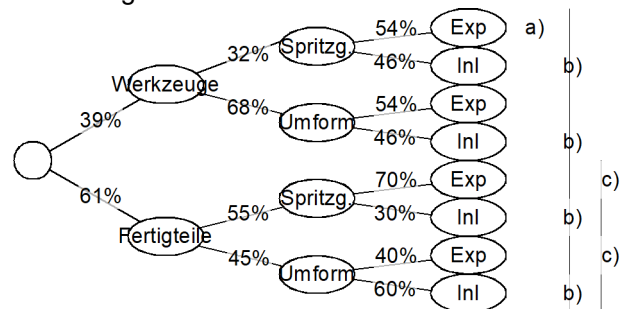 54% Exp a)
32% Spritzg.
46% Inl b)
Werkzeuge
54% Exp
68% Umform
39% 46% Inl b)
70% Exp c)
61% Spritzg.
55% 30% Inl b)
Fertigteile
40% Exp c)
45% Umform
60% Inl b)